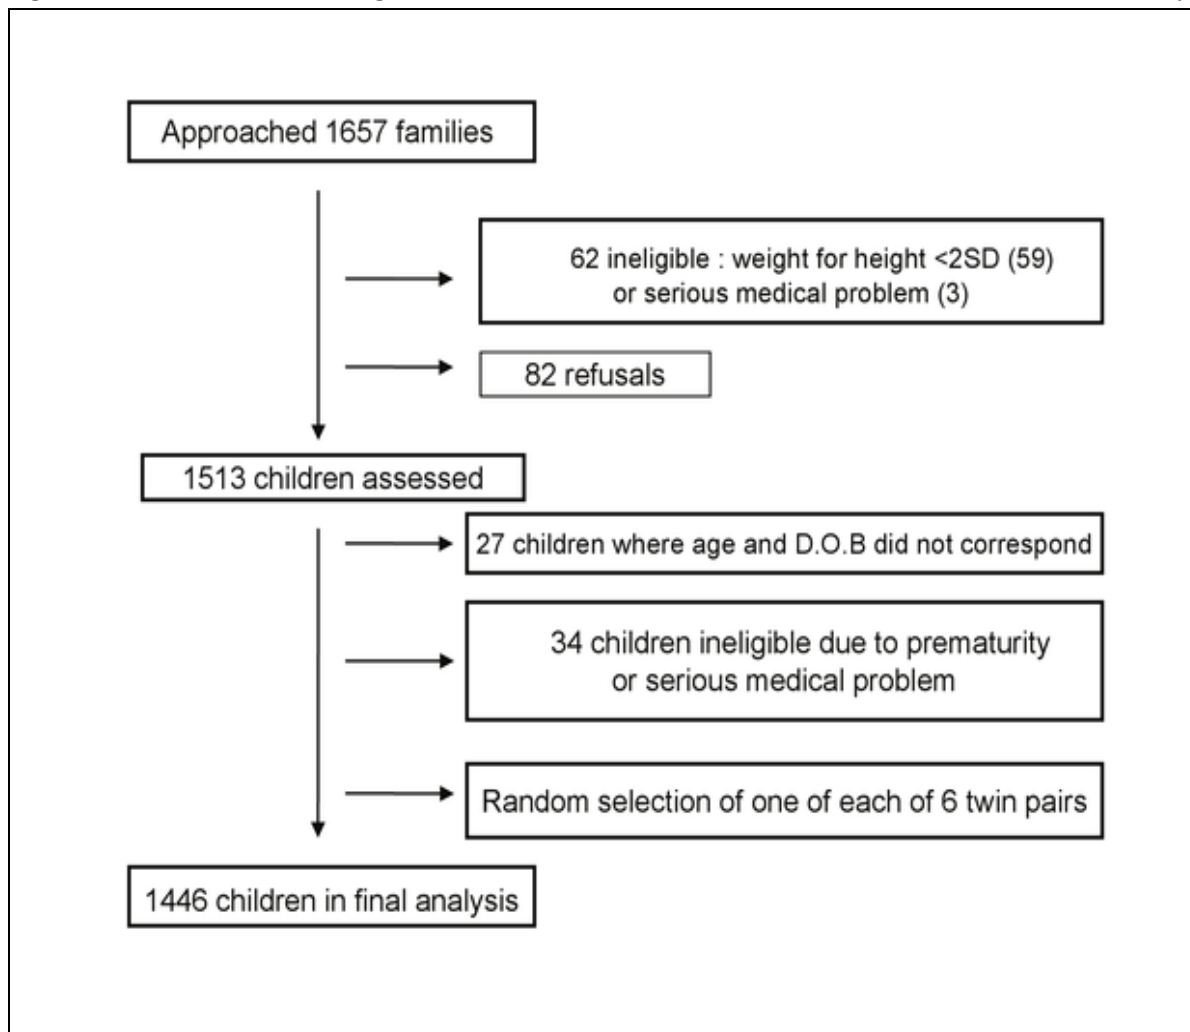 Approached 1657 families
62 ineligible : weight for height <2SD (59)
or serious medical problem (3)
82 refusals
1513 children assessed
27 children where age and D.O.B did not correspond
34 children ineligible due to prematurity
or serious medical problem
Random selection of one of each of 6 twin pairs
1446 children in final analysis